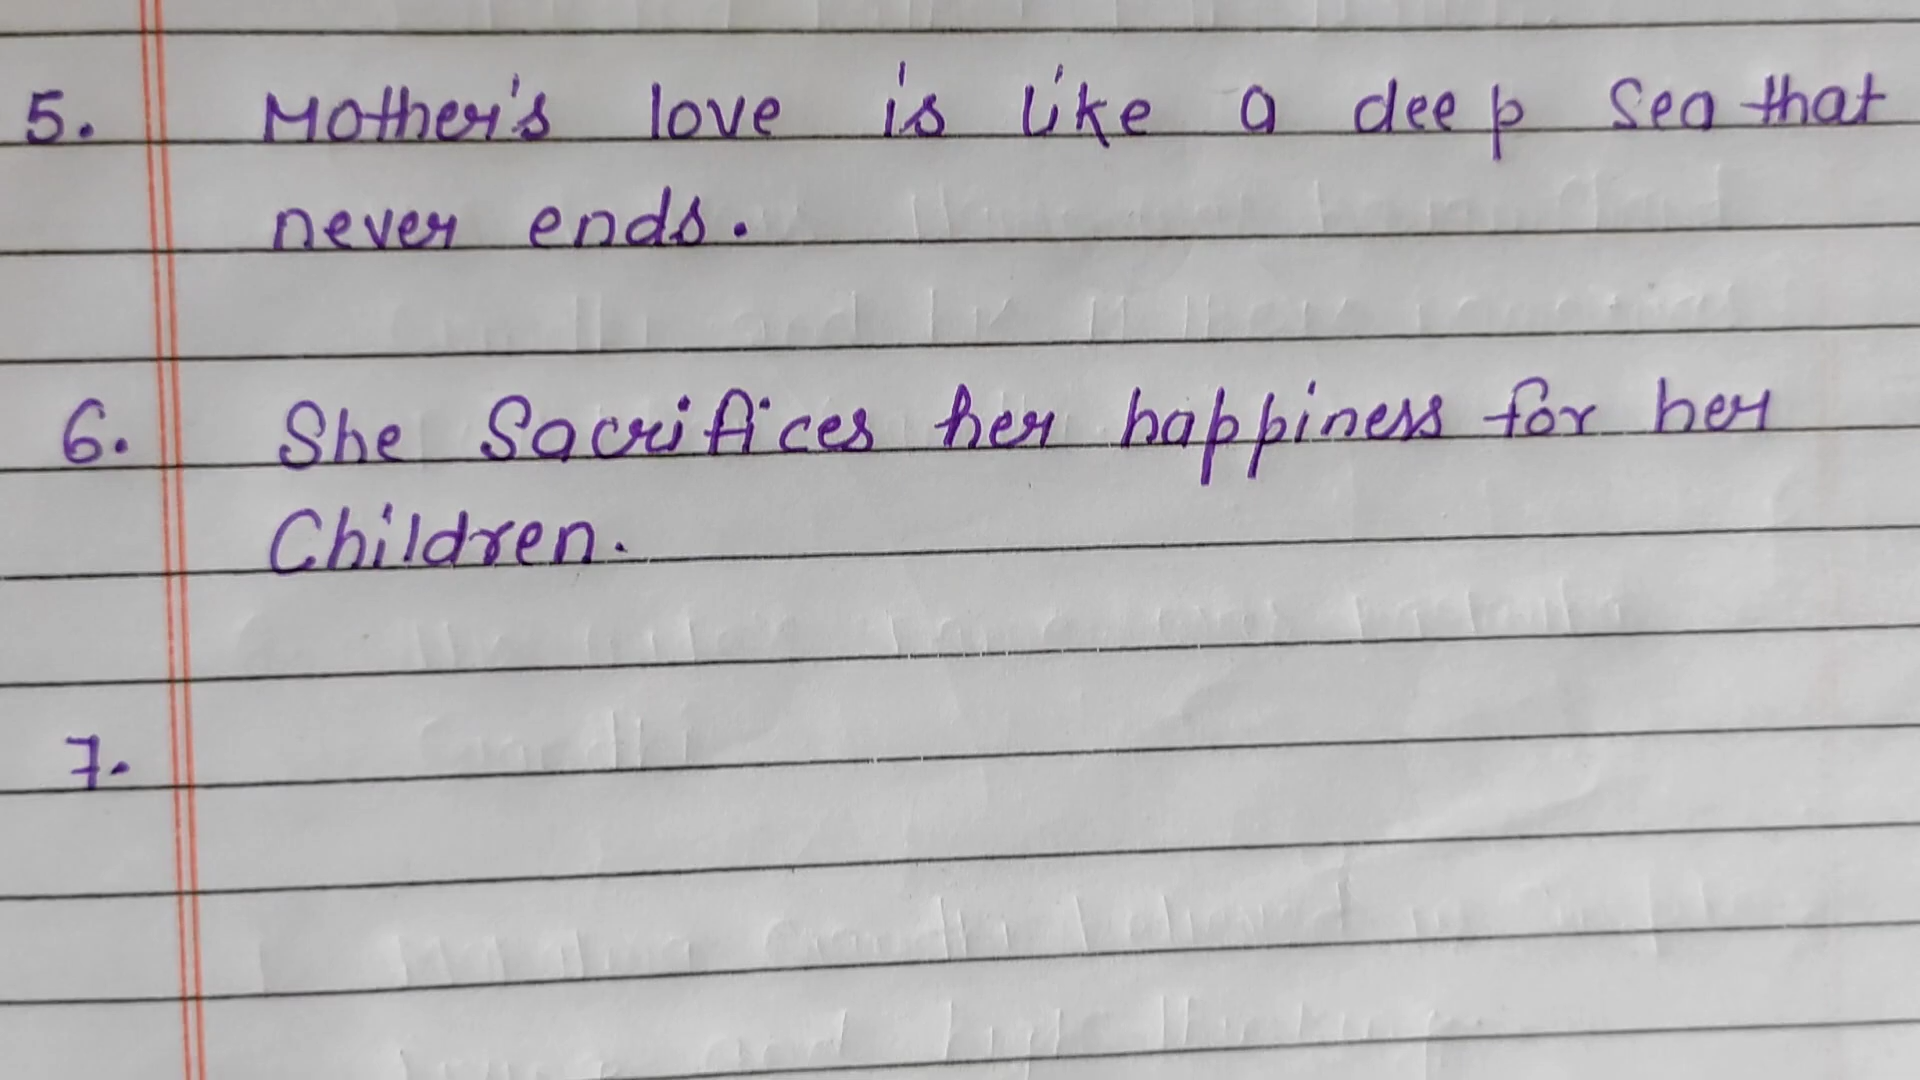 5. Mother's love is like a deep Sea that
never ends.
6. She Sacrifices her happiness for her
Children.
7.